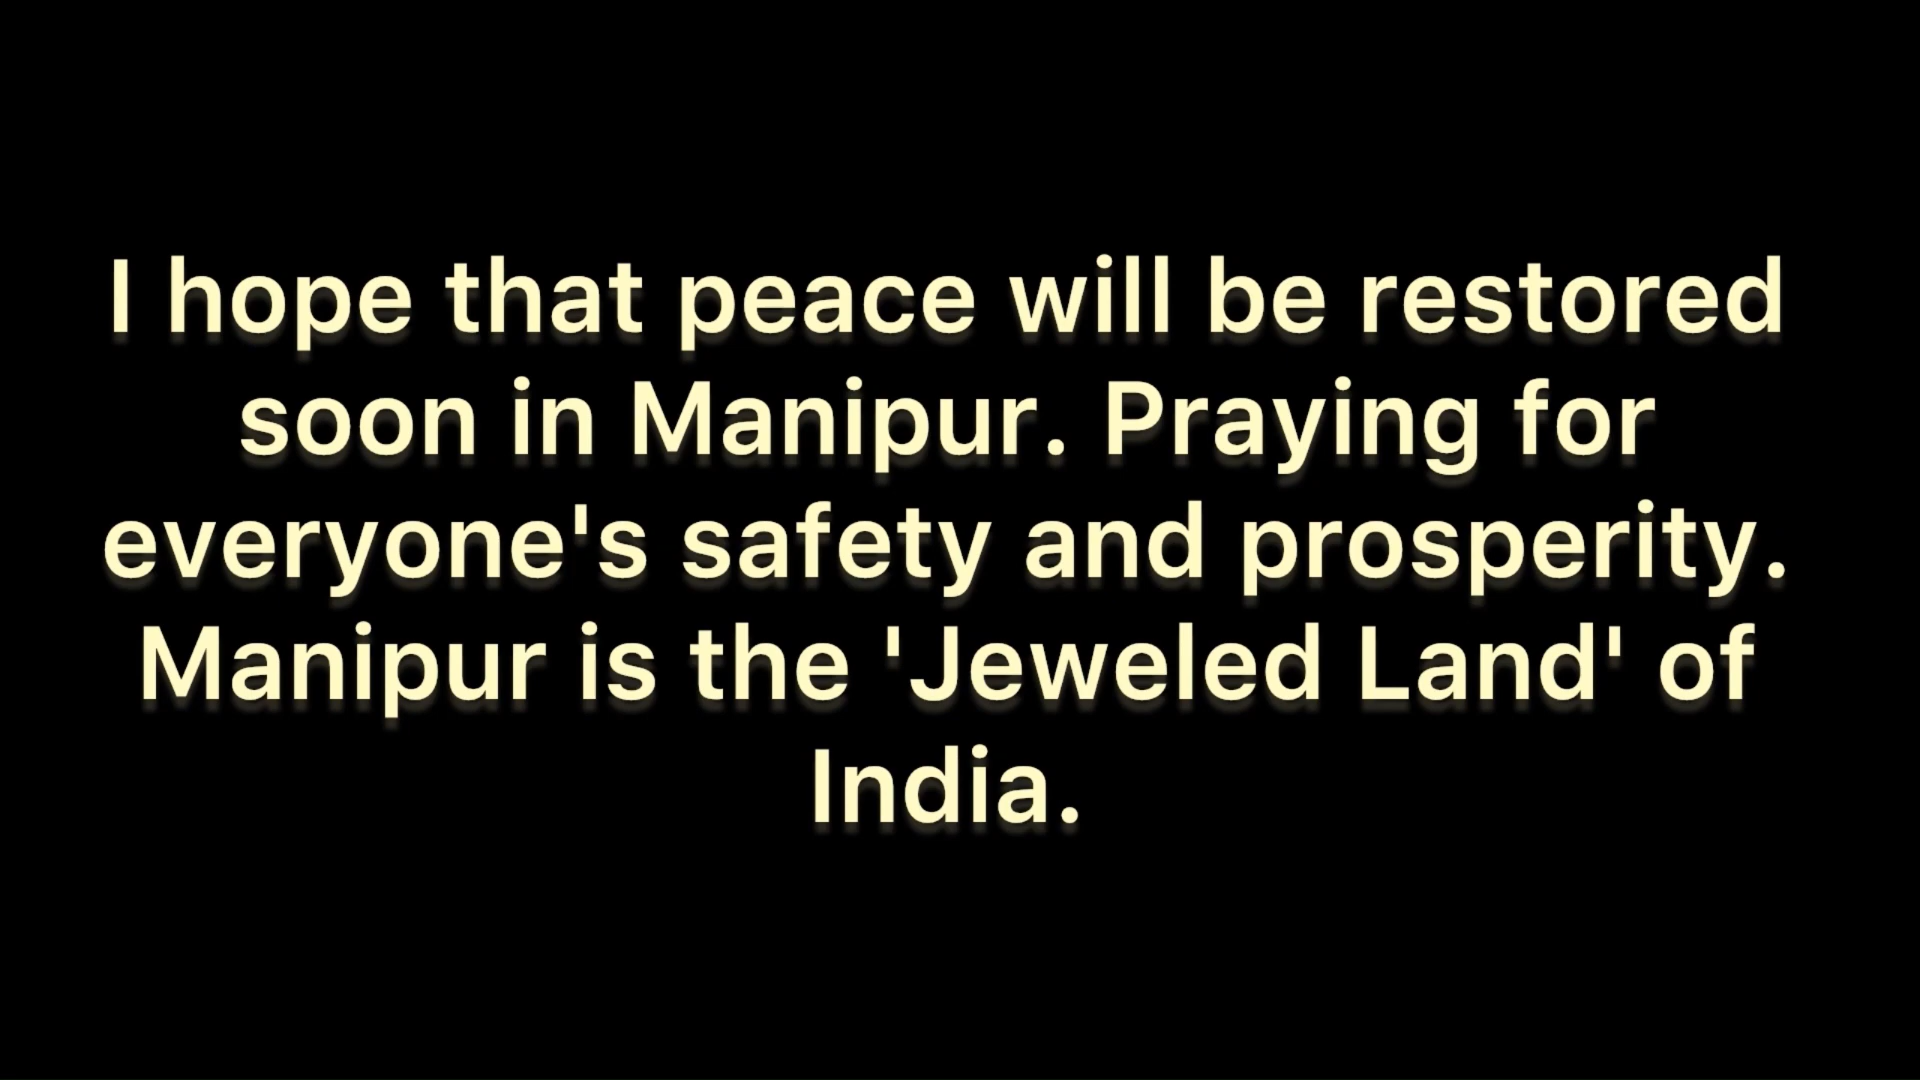 I hope that peace will be restored
soon in Manipur. Praying for
everyone's safety and prosperity.
Manipur is the 'Jeweled Land' of
India.